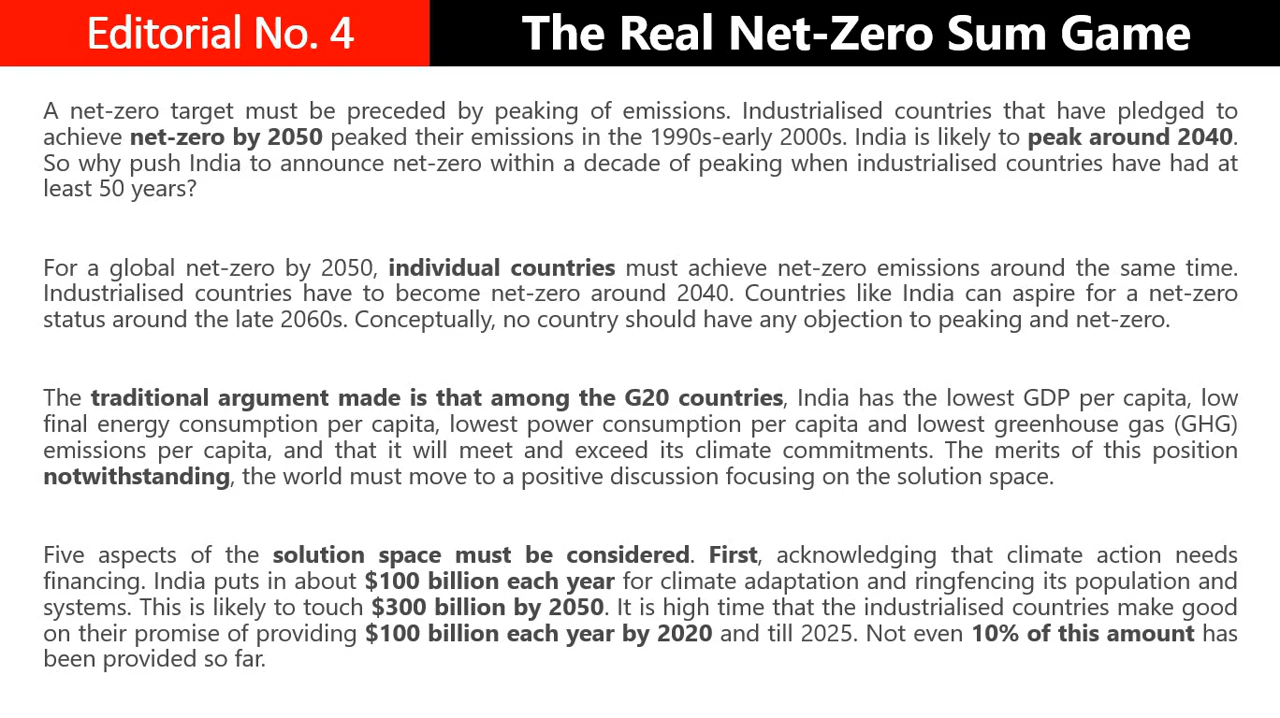 Editorial No. 4
The Real Net-Zero Sum Game
A net-zero target must be preceded by peaking of emissions. Industrialised countries that have pledged to
achieve net-zero by 2050 peaked their emissions in the 1990s-early 2000s. India is likely to peak around 2040.
So why push India to announce net-zero within a decade of peaking when industrialised countries have had at
least 50 years?
For a global net-zero by 2050, individual countries must achieve net-zero emissions around the same time.
Industrialised countries have to become net-zero around 2040. Countries like India can aspire for a net-zero
status around the late 2060s. Conceptually, no country should have any objection to peaking and net-zero.
The traditional argument made is that among the G20 countries, India has the lowest GDP per capita, low
final energy consumption per capita, lowest power consumption per capita and lowest greenhouse gas (GHG)
emissions per capita, and that it will meet and exceed its climate commitments. The merits of this position
notwithstanding, the world must move to a positive discussion focusing on the solution space.
Five aspects of the solution space must be considered. First, acknowledging that climate action needs
financing. India puts in about $100 billion each year for climate adaptation and ringfencing its population and
systems. This is likely to touch $300 billion by 2050. It is high time that the industrialised countries make good
on their promise of providing $100 billion each year by 2020 and till 2025. Not even 10% of this amount has
been provided so far.